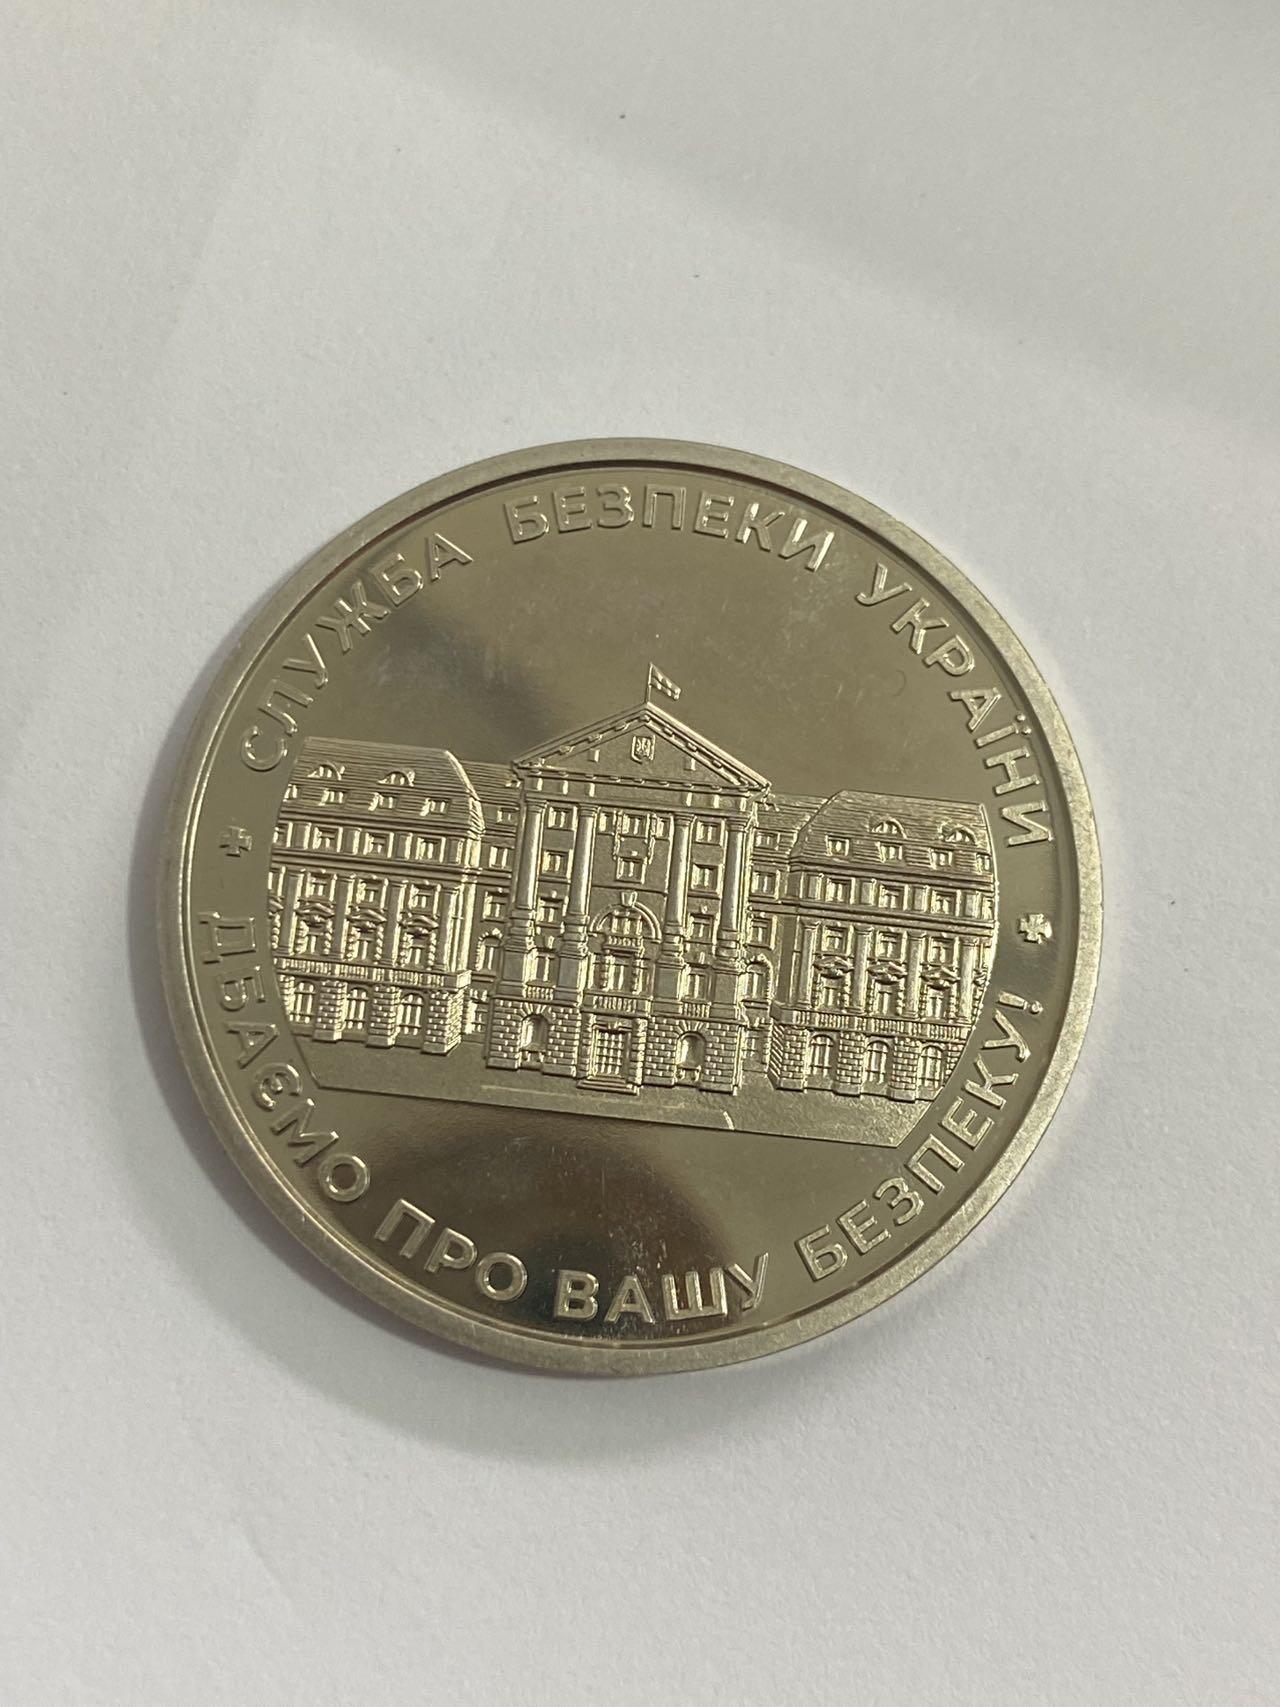 СЛУЖБА БЕЗПЕКИ УКРАЇНИ
ДБАЄМО ПРО ВАШУ БЕЗПЕКУ!